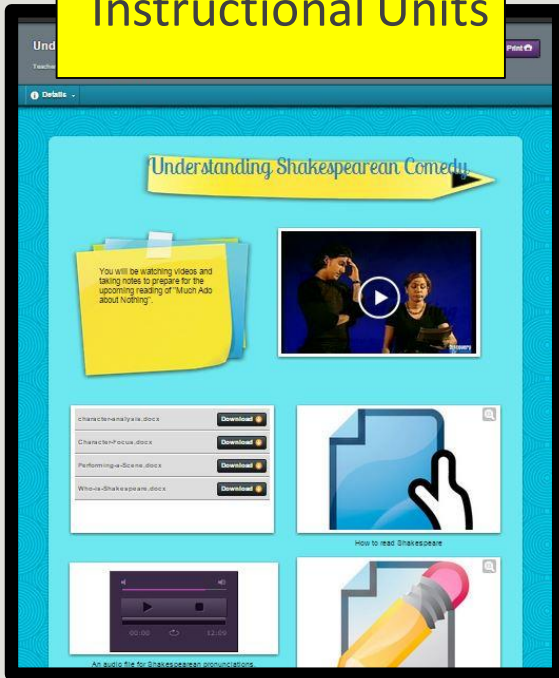 Instructional Units
Print
Details
Understanding Shakespearean Comedy
You will be watching videos and
taking notes to prepare for the
upcoming reading of "Much Ado
about Nothing".
Discovery
character-analysis.docx Download
Character-Focus.docx Download
Performing-a-Scene.docx Download
Who-is-Shakespeare.docx Download
How to read Shakespeare
00:00 12:09
An audio file for Shakespearean pronunciations.